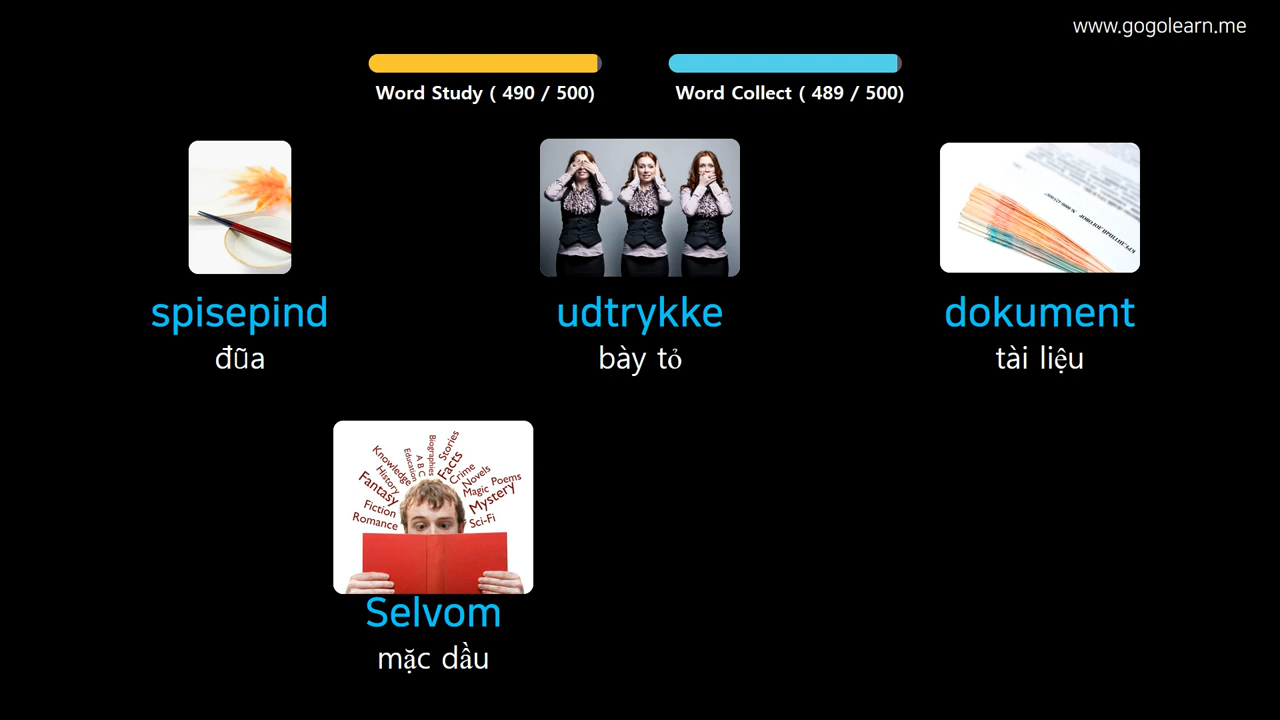 www.gogolearn.me
Word Study ( 490 / 500)
Word Collect ( 489 / 500)
spisepind
đũa
udtrykke
bày tỏ
dokument
tài liệu
Stories
Biographies
Facts
A B C
Education
Knowledge
Crime
History
Novels
Fantasy
Magic
Poems
Mystery
Fiction
Romance
Sci-Fi
Selvom
mặc dầu